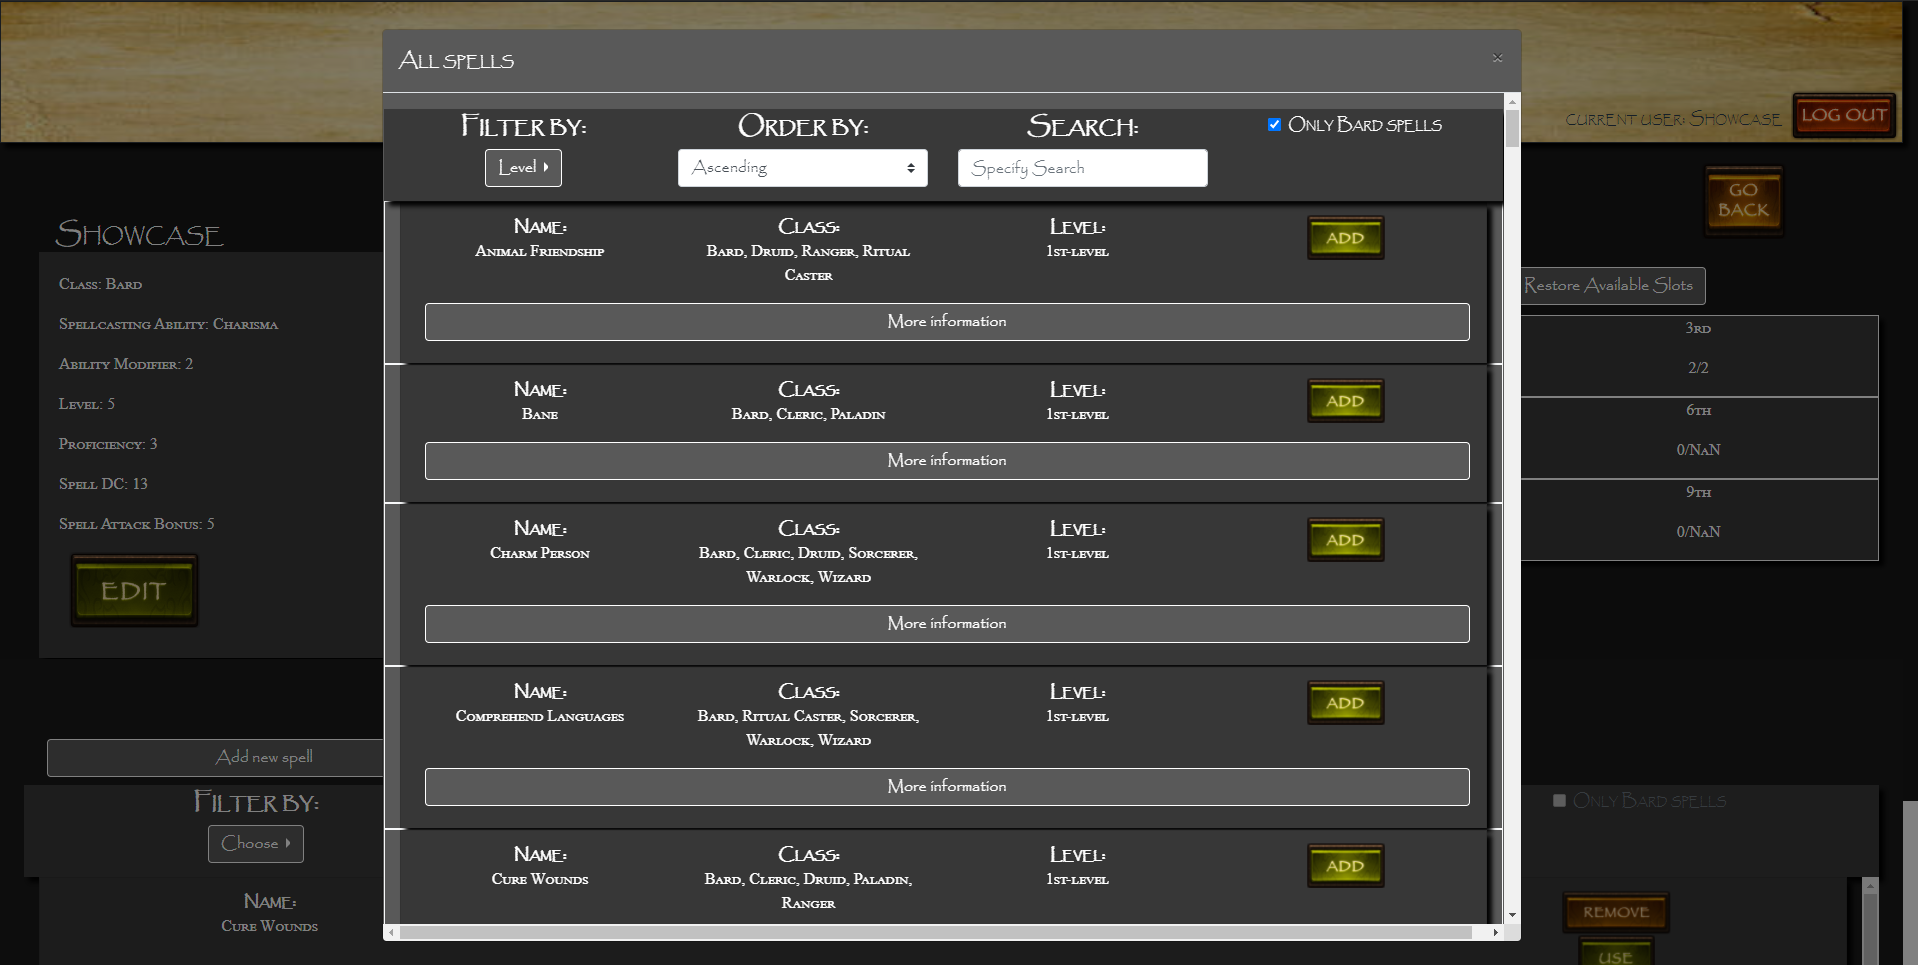 All spells
×
Current user: Showcase
LOG OUT
Filter by:
Order by:
Search:
Only Bard spells
Level
Ascending
Specify Search
GO BACK
Showcase
Class: Bard
Spellcasting Ability: Charisma
Ability Modifier: 2
Level: 5
Proficiency: 3
Spell DC: 13
Spell Attack Bonus: 5
EDIT
Restore Available Slots
3rd
2/2
6th
0/NaN
9th
0/NaN
Name:
Animal Friendship
Class:
Bard, Druid, Ranger, Ritual
Caster
Level:
1st-level
ADD
More information
Name:
Bane
Class:
Bard, Cleric, Paladin
Level:
1st-level
ADD
More information
Name:
Charm Person
Class:
Bard, Cleric, Druid, Sorcerer,
Warlock, Wizard
Level:
1st-level
ADD
More information
Name:
Comprehend Languages
Class:
Bard, Ritual Caster, Sorcerer,
Warlock, Wizard
Level:
1st-level
ADD
More information
Name:
Cure Wounds
Class:
Bard, Cleric, Druid, Paladin,
Ranger
Level:
1st-level
ADD
Add new spell
Filter by:
Choose
Only Bard spells
Name:
Cure Wounds
REMOVE
USE